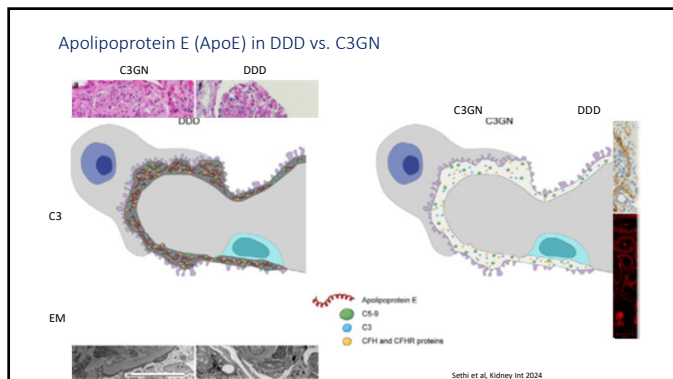 Apolipoprotein E (ApoE) in DDD vs. C3GN
C3GN DDD
a
DDD
C3
EM
C3GN DDD
C3GN
Apolipoprotein E
C5-9
C3
CFH and CFHR proteins
Sethi et al, Kidney Int 2024